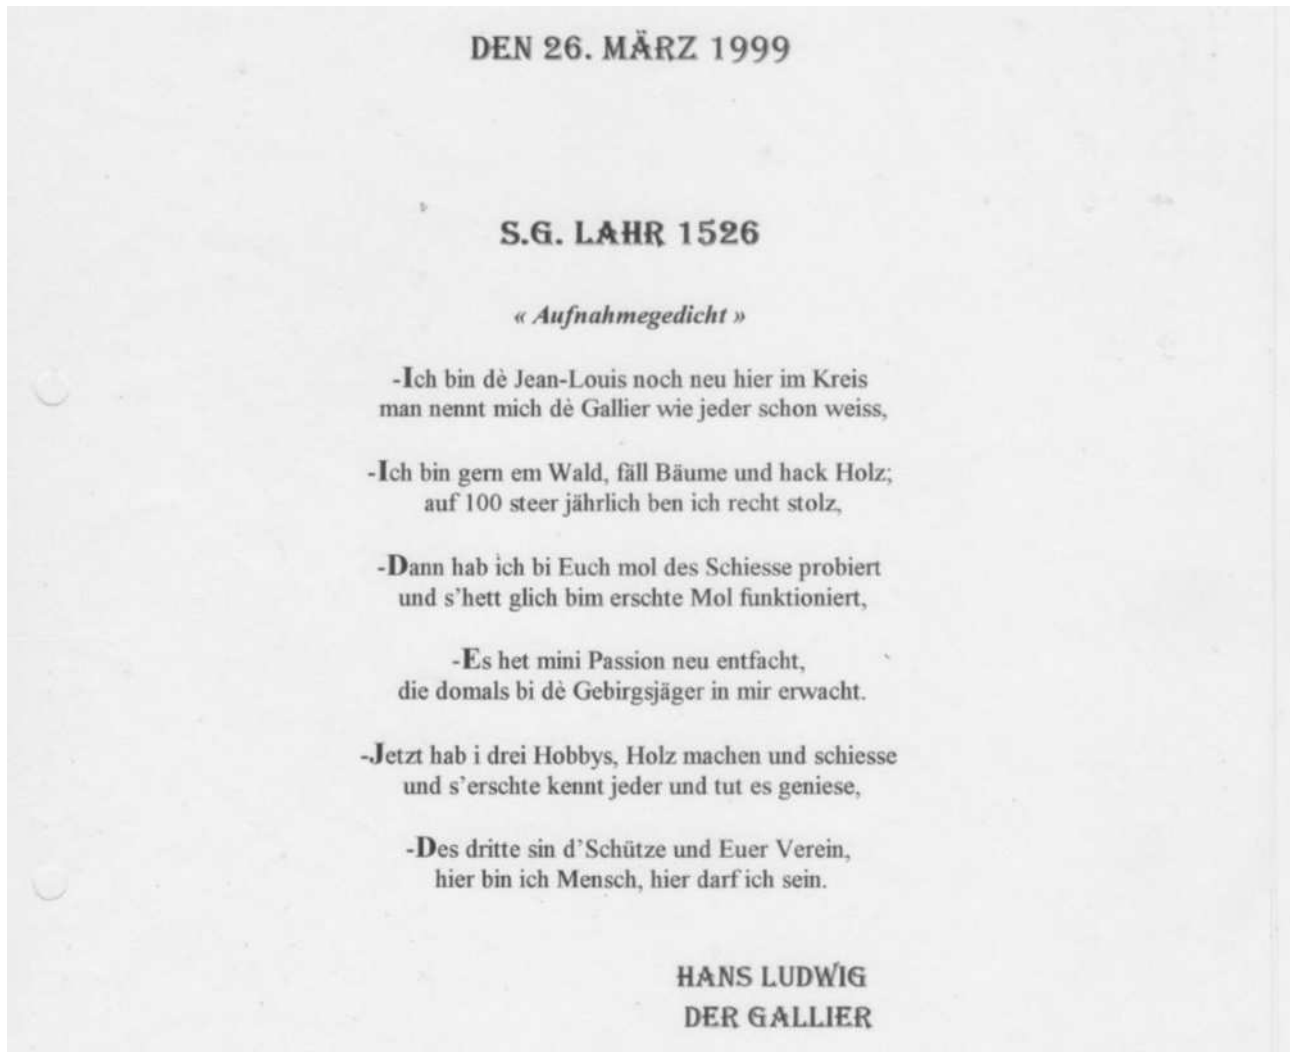 DEN 26. MÄRZ 1999
S.G. LAHR 1526
« Aufnahmegedicht »
-Ich bin dè Jean-Louis noch neu hier im Kreis
man nennt mich dè Gallier wie jeder schon weiss,
-Ich bin gern em Wald, fäll Bäume und hack Holz;
auf 100 steer jährlich ben ich recht stolz,
-Dann hab ich bi Euch mol des Schiesse probiert
und s'hett glich bim erschte Mol funktioniert,
-Es het mini Passion neu entfacht,
die domals bi dè Gebirgsjäger in mir erwacht.
-Jetzt hab i drei Hobbys, Holz machen und schiesse
und s'erschte kennt jeder und tut es geniese,
-Des dritte sin d'Schütze und Euer Verein,
hier bin ich Mensch, hier darf ich sein.
HANS LUDWIG
DER GALLIER